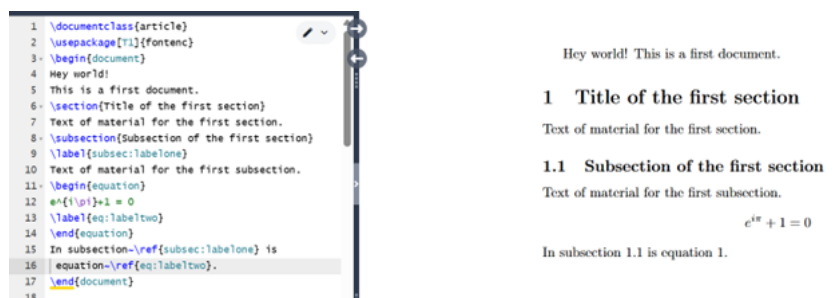 1 \documentclass{article}
2 \usepackage[T1]{fontenc}
3 \begin{document}
4 Hey world!
5 This is a first document.
6 \section{Title of the first section}
7 Text of material for the first section.
8 \subsection{Subsection of the first section}
9 \label{subsec:labelone}
10 Text of material for the first subsection.
11 \begin{equation}
12 e^{i\pi}+1 = 0
13 \label{eq:labeltwo}
14 \end{equation}
15 In subsection~\ref{subsec:labelone} is
16 equation~\ref{eq:labeltwo}.
17 \end{document}
18
Hey world! This is a first document.
1 Title of the first section
Text of material for the first section.
1.1 Subsection of the first section
Text of material for the first subsection.
e^{iπ} + 1 = 0
In subsection 1.1 is equation 1.